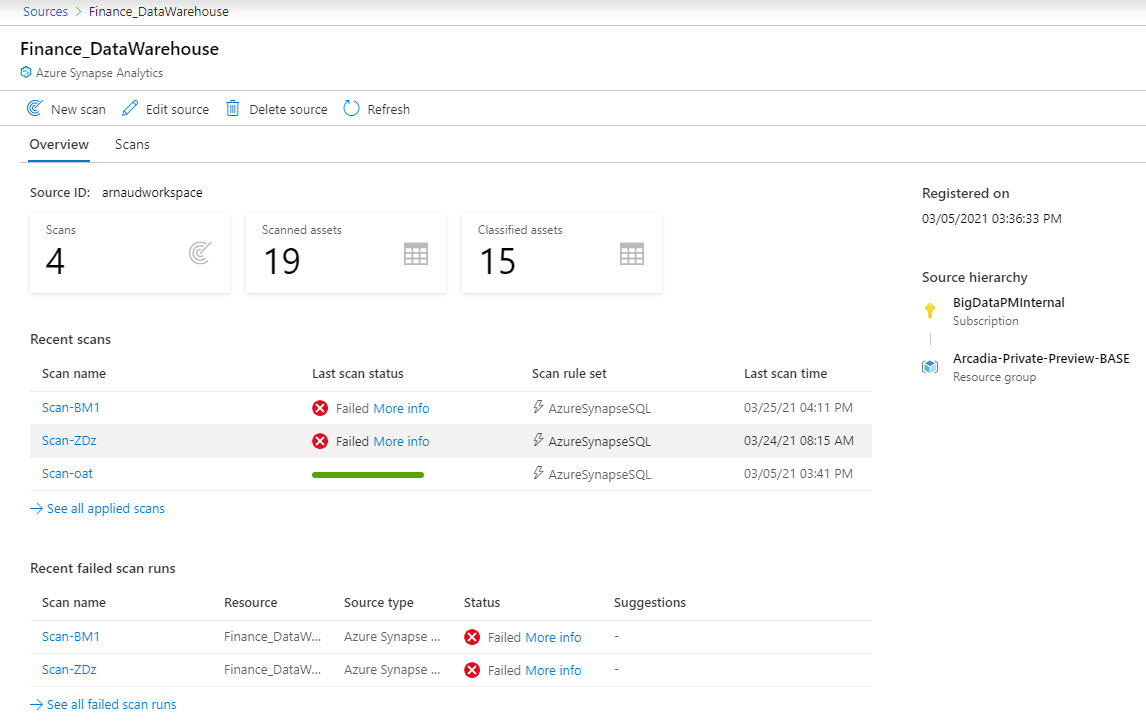 Sources > Finance_DataWarehouse
Finance_DataWarehouse
Azure Synapse Analytics
New scan Edit source Delete source Refresh
Overview Scans
Source ID: arnaudworkspace
Scans
4
Scanned assets
19
Classified assets
15
Recent scans
Scan name Last scan status Scan rule set Last scan time
Scan-BM1 Failed More info AzureSynapseSQL 03/25/21 04:11 PM
Scan-ZDz Failed More info AzureSynapseSQL 03/24/21 08:15 AM
Scan-oat AzureSynapseSQL 03/05/21 03:41 PM
See all applied scans
Recent failed scan runs
Scan name Resource Source type Status Suggestions
Scan-BM1 Finance_DataW... Azure Synapse ... Failed More info -
Scan-ZDz Finance_DataW... Azure Synapse ... Failed More info -
See all failed scan runs
Registered on
03/05/2021 03:36:33 PM
Source hierarchy
BigDataPMInternal
Subscription
Arcadia-Private-Preview-BASE
Resource group